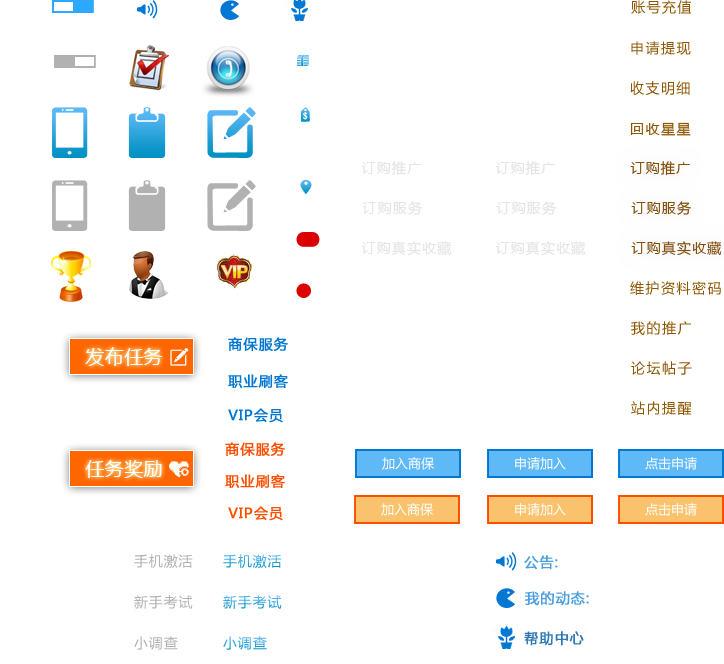 账号充值
申请提现
收支明细
回收星星
订购推广 订购推广 订购推广
订购服务 订购服务 订购服务
订购真实收藏 订购真实收藏 订购真实收藏
VIP
$
维护资料密码
我的推广
论坛帖子
站内提醒
发布任务
商保服务
职业刷客
VIP会员
任务奖励
商保服务
职业刷客
VIP会员
加入商保 申请加入 点击申请
加入商保 申请加入 点击申请
手机激活 手机激活
新手考试 新手考试
小调查 小调查
公告:
我的动态:
帮助中心